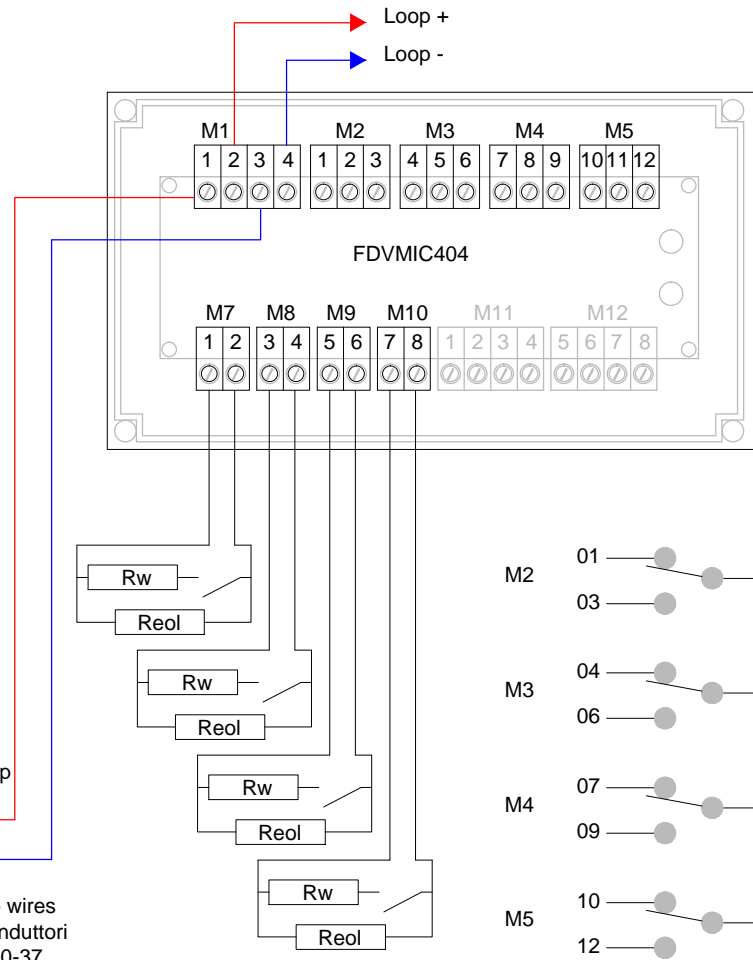 Loop +
Loop -
M1 M2 M3 M4 M5
1 2 3 4 1 2 3 4 5 6 7 8 9 10 11 12
FDVMIC404
M7 M8 M9 M10 M11 M12
1 2 3 4 5 6 7 8 1 2 3 4 5 6 7 8
Rw
Reol
Rw
Reol
Rw
Reol
Rw
Reol
M2 01
03
M3 04
06
M4 07
09
M5 10
12
p
wires
nduttori
0-37